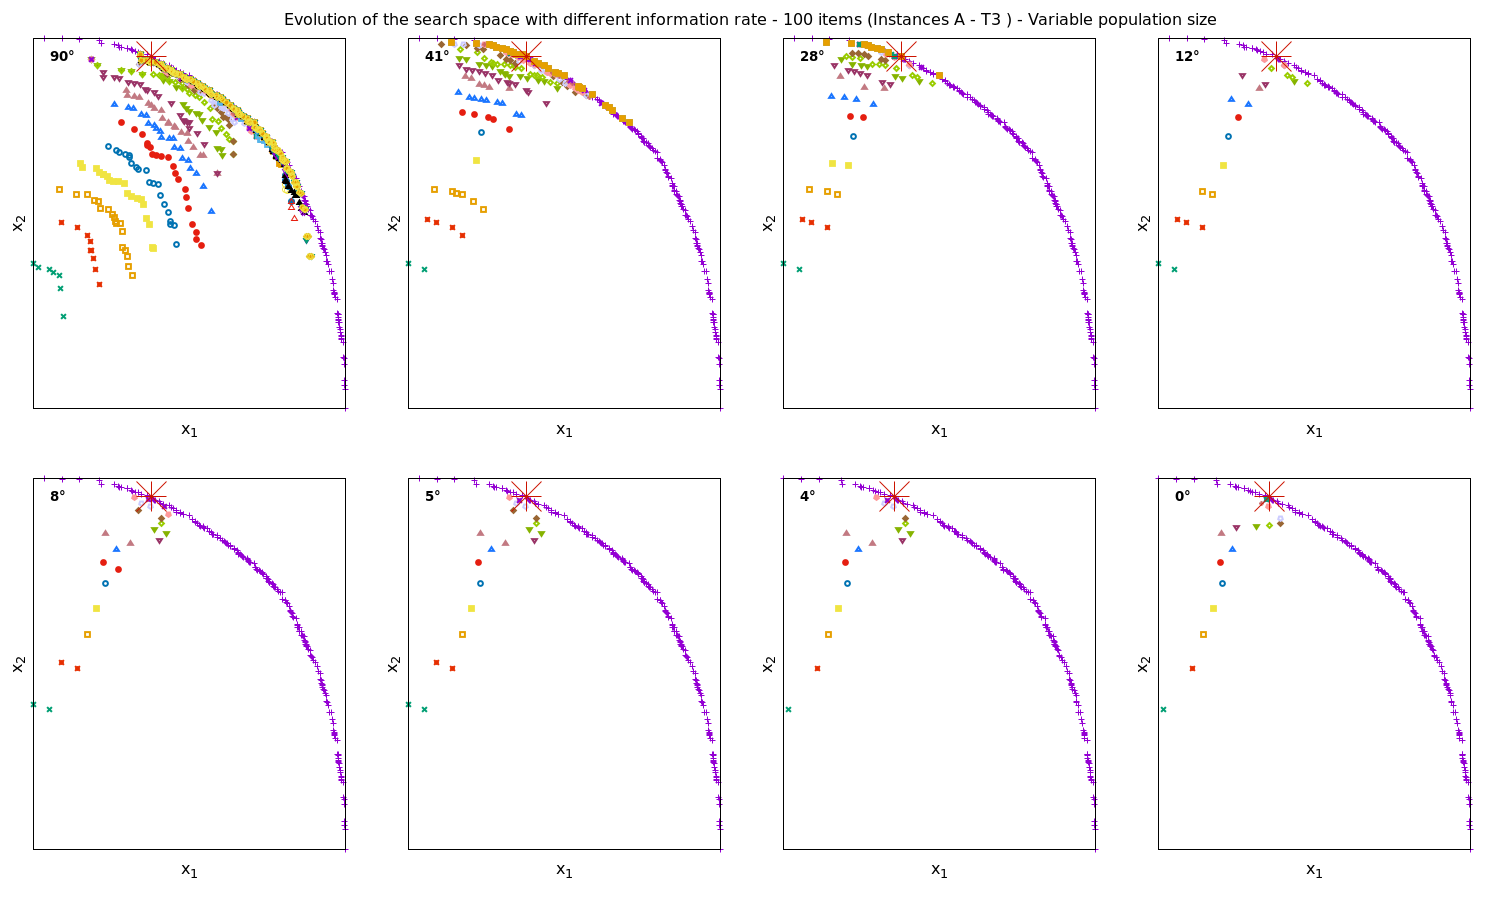 Evolution of the search space with different information rate - 100 items (Instances A - T3 ) - Variable population size
90° 41° 28° 12°
x2 x2 x2 x2
x1 x1 x1 x1
8° 5° 4° 0°
x2 x2 x2 x2
x1 x1 x1 x1